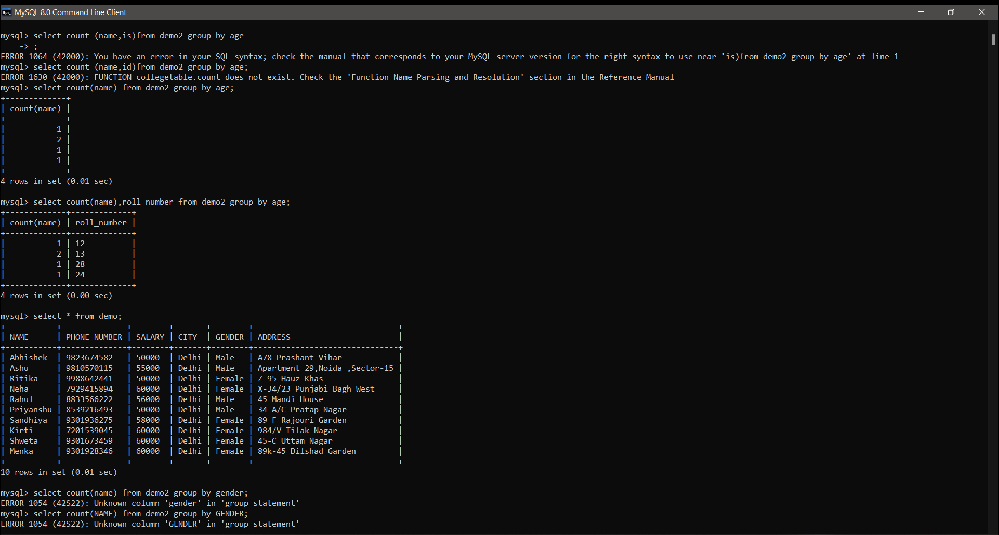 MySQL 8.0 Command Line Client
mysql> select count (name,is)from demo2 group by age
    -> ;
ERROR 1064 (42000): You have an error in your SQL syntax; check the manual that corresponds to your MySQL server version for the right syntax to use near 'is)from demo2 group by age' at line 1
mysql> select count (name,id)from demo2 group by age;
ERROR 1630 (42000): FUNCTION collegetable.count does not exist. Check the 'Function Name Parsing and Resolution' section in the Reference Manual
mysql> select count(name) from demo2 group by age;
+-------------+
| count(name) |
+-------------+
|           1 |
|           2 |
|           1 |
|           1 |
+-------------+
4 rows in set (0.01 sec)
mysql> select count(name),roll_number from demo2 group by age;
+-------------+-------------+
| count(name) | roll_number |
+-------------+-------------+
|           1 | 12          |
|           2 | 13          |
|           1 | 28          |
|           1 | 24          |
+-------------+-------------+
4 rows in set (0.00 sec)
mysql> select * from demo;
+-----------+--------------+--------+-------+--------+-------------------------------+
| NAME      | PHONE_NUMBER | SALARY | CITY  | GENDER | ADDRESS                       |
+-----------+--------------+--------+-------+--------+-------------------------------+
| Abhishek  | 9823674582   | 50000  | Delhi | Male   | A78 Prashant Vihar            |
| Ashu      | 9810570115   | 55000  | Delhi | Male   | Apartment 29,Noida ,Sector-15 |
| Ritika    | 9988642441   | 50000  | Delhi | Female | Z-95 Hauz Khas                |
| Neha      | 7929415894   | 60000  | Delhi | Female | X-34/23 Punjabi Bagh West     |
| Rahul     | 8833566222   | 56000  | Delhi | Male   | 45 Mandi House                |
| Priyanshu | 8539216493   | 50000  | Delhi | Male   | 34 A/C Pratap Nagar           |
| Sandhiya  | 9301936275   | 58000  | Delhi | Female | 89 F Rajouri Garden           |
| Kirti     | 7201539045   | 60000  | Delhi | Female | 984/V Tilak Nagar             |
| Shweta    | 9301673459   | 60000  | Delhi | Female | 45-C Uttam Nagar              |
| Menka     | 9301928346   | 60000  | Delhi | Female | 89k-45 Dilshad Garden         |
+-----------+--------------+--------+-------+--------+-------------------------------+
10 rows in set (0.01 sec)
mysql> select count(name) from demo2 group by gender;
ERROR 1054 (42S22): Unknown column 'gender' in 'group statement'
mysql> select count(NAME) from demo2 group by GENDER;
ERROR 1054 (42S22): Unknown column 'GENDER' in 'group statement'